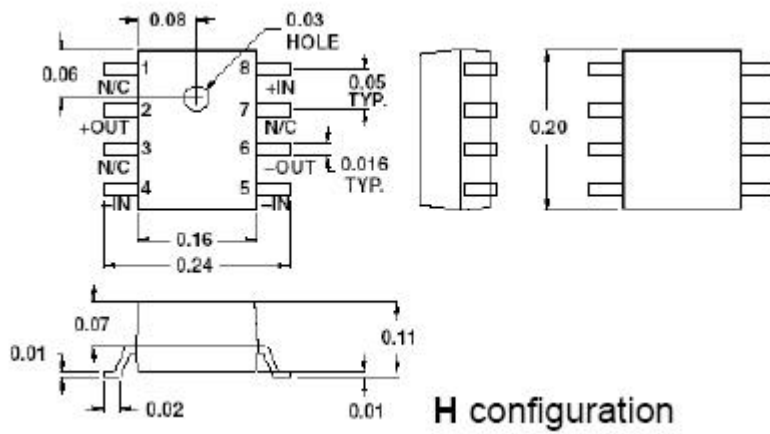 0.08
0.03
HOLE
0.06
1
8
N/C
+IN
0.05
TYP.
2
7
+OUT
N/C
3
6
N/C
–OUT
0.016
TYP.
4
5
+IN
–IN
0.20
0.16
0.24
0.07
0.11
0.01
0.02
0.01
H configuration